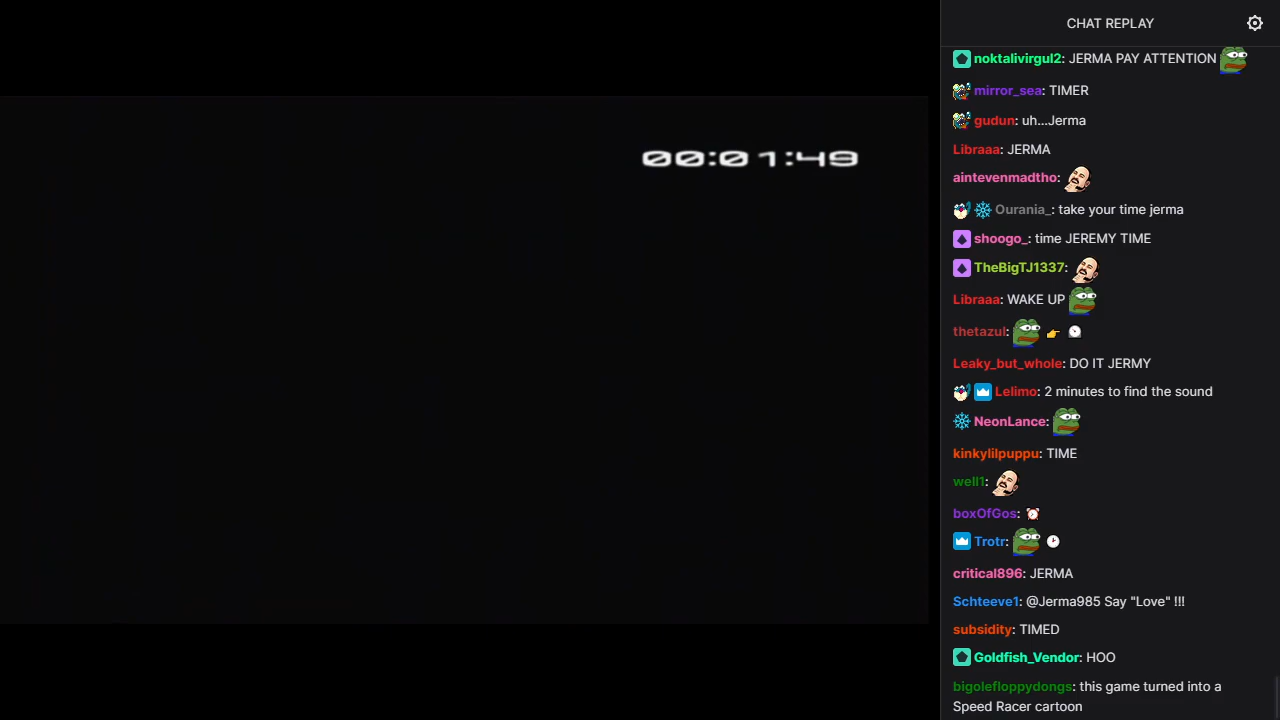 00:01:49
CHAT REPLAY
noktalivirgul2: JERMA PAY ATTENTION
mirror_sea: TIMER
gudun: uh...Jerma
Libraaa: JERMA
aintevenmadtho:
Ourania_: take your time jerma
shoogo_: time JEREMY TIME
TheBigTJ1337:
Libraaa: WAKE UP
thetazul:
Leaky_but_whole: DO IT JERMY
Lelimo: 2 minutes to find the sound
NeonLance:
kinkylilpuppu: TIME
well1:
boxOfGos:
Trotr:
critical896: JERMA
Schteeve1: @Jerma985 Say "Love" !!!
subsidity: TIMED
Goldfish_Vendor: HOO
bigolefloppydongs: this game turned into a
Speed Racer cartoon